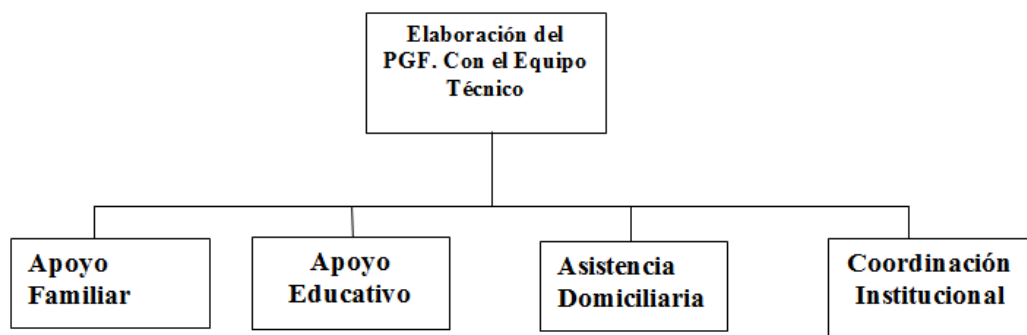 Elaboración del
PGF. Con el Equipo
Técnico
Apoyo
Familiar
Apoyo
Educativo
Asistencia
Domiciliaria
Coordinación
Institucional